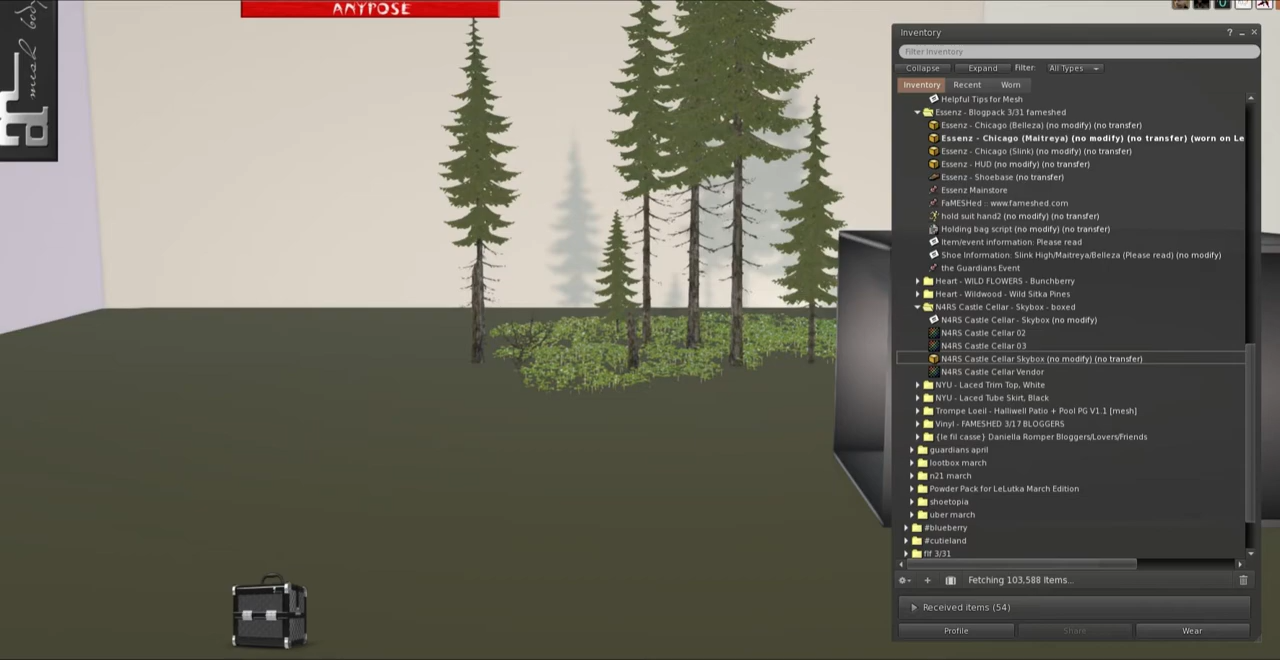 ANYPOSE
mesh body
Inventory
?
Filter Inventory
Collapse Expand Filter: All Types
Inventory Recent Worn
Helpful Tips for Mesh
Essenz - Blogpack 3/31 fameshed
Essenz - Chicago (Belleza) (no modify) (no transfer)
Essenz - Chicago (Maitreya) (no modify) (no transfer) (worn on Le
Essenz - Chicago (Slink) (no modify) (no transfer)
Essenz - HUD (no modify) (no transfer)
Essenz - Shoebase (no transfer)
Essenz Mainstore
FaMESHed :: www.fameshed.com
hold suit hand2 (no modify) (no transfer)
Holding bag script (no modify) (no transfer)
Item/event information: Please read
Shoe Information: Slink High/Maitreya/Belleza (Please read) (no modify)
the Guardians Event
Heart - WILD FLOWERS - Bunchberry
Heart - Wildwood - Wild Sitka Pines
N4RS Castle Cellar - Skybox - boxed
N4RS Castle Cellar - Skybox (no modify)
N4RS Castle Cellar 02
N4RS Castle Cellar 03
N4RS Castle Cellar Skybox (no modify) (no transfer)
N4RS Castle Cellar Vendor
NYU - Laced Trim Top, White
NYU - Laced Tube Skirt, Black
Trompe Loeil - Halliwell Patio + Pool PG V1.1 [mesh]
Vinyl - FAMESHED 3/17 BLOGGERS
{le fil casse} Daniella Romper Bloggers/Lovers/Friends
guardians april
lootbox march
n21 march
Powder Pack for LeLutka March Edition
shoetopia
uber march
#blueberry
#cutieland
flf 3/31
Fetching 103,588 Items...
Received items (54)
Profile Share Wear